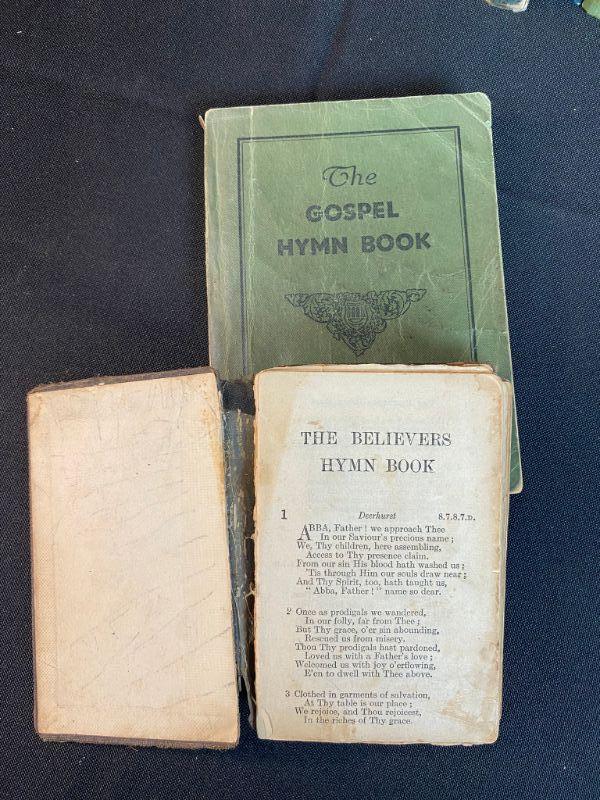 The
GOSPEL
HYMN BOOK
THE BELIEVERS
HYMN BOOK
1 Deerhurst 8.7.8.7.D.
ABBA, Father! we approach Thee
In our Saviour's precious name;
We, Thy children, here assembling,
Access to Thy presence claim.
From our sin His blood hath washed us;
'Tis through Him our souls draw near;
And Thy Spirit, too, hath taught us,
"Abba, Father!" name so dear.
2 Once as prodigals we wandered,
In our folly, far from Thee;
But Thy grace, o'er sin abounding,
Rescued us from misery.
Thou Thy prodigals hast pardoned,
Loved us with a Father's love;
Welcomed us with joy o'erflowing,
E'en to dwell with Thee above.
3 Clothed in garments of salvation,
At Thy table is our place;
We rejoice, and Thou rejoicest,
In the riches of Thy grace.